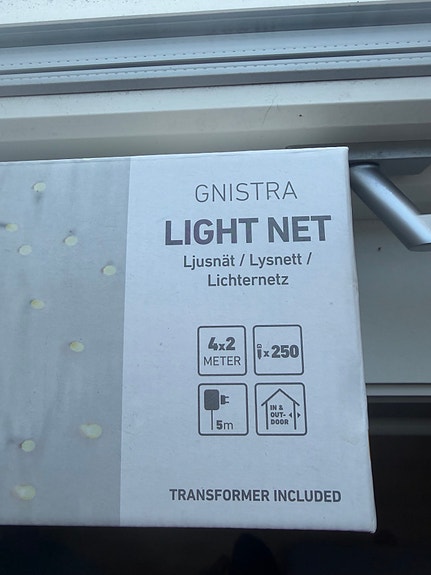 GNISTRA
LIGHT NET
Ljusnät / Lysnett /
Lichternetz
4x2
METER
x 250
5m
IN &
OUT-
DOOR
TRANSFORMER INCLUDED